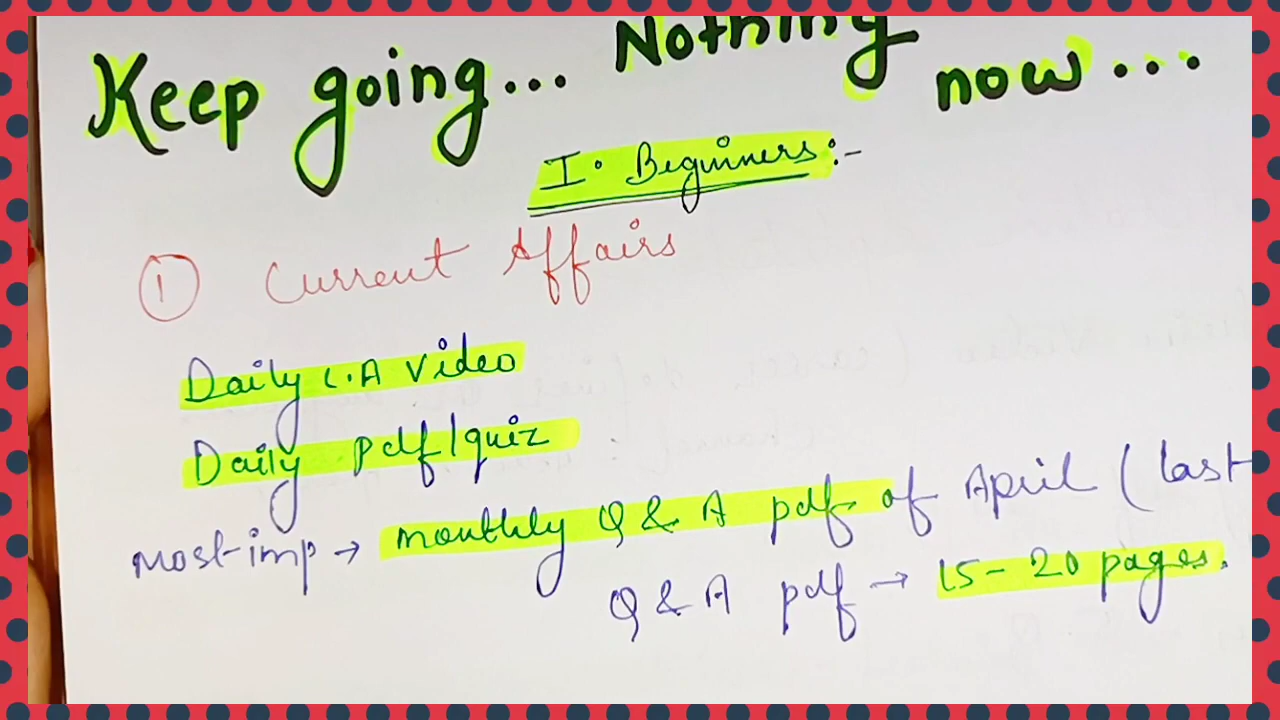 Keep going... Nothing
now...
I. Beginners:-
① Current Affairs
Daily C.A Video
Daily pdf/quiz
most-imp → monthly Q & A pdf of April ( last
Q & A pdf → 15-20 pages.